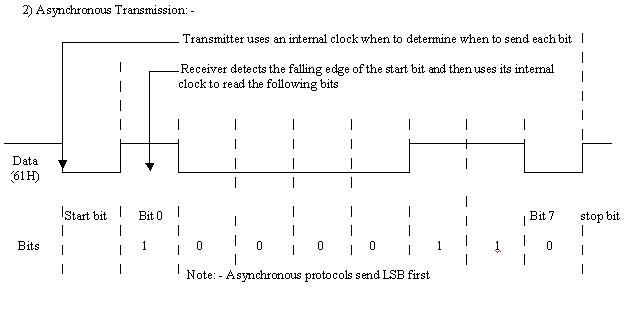 2) Asynchronous Transmission: -
Transmitter uses an internal clock when to determine when to send each bit
Receiver detects the falling edge of the start bit and then uses its internal
clock to read the following bits
Data
(61H)
Start bit Bit 0 Bit 7 stop bit
Bits 1 0 0 0 0 1 1 0
Note: - Asynchronous protocols send LSB first